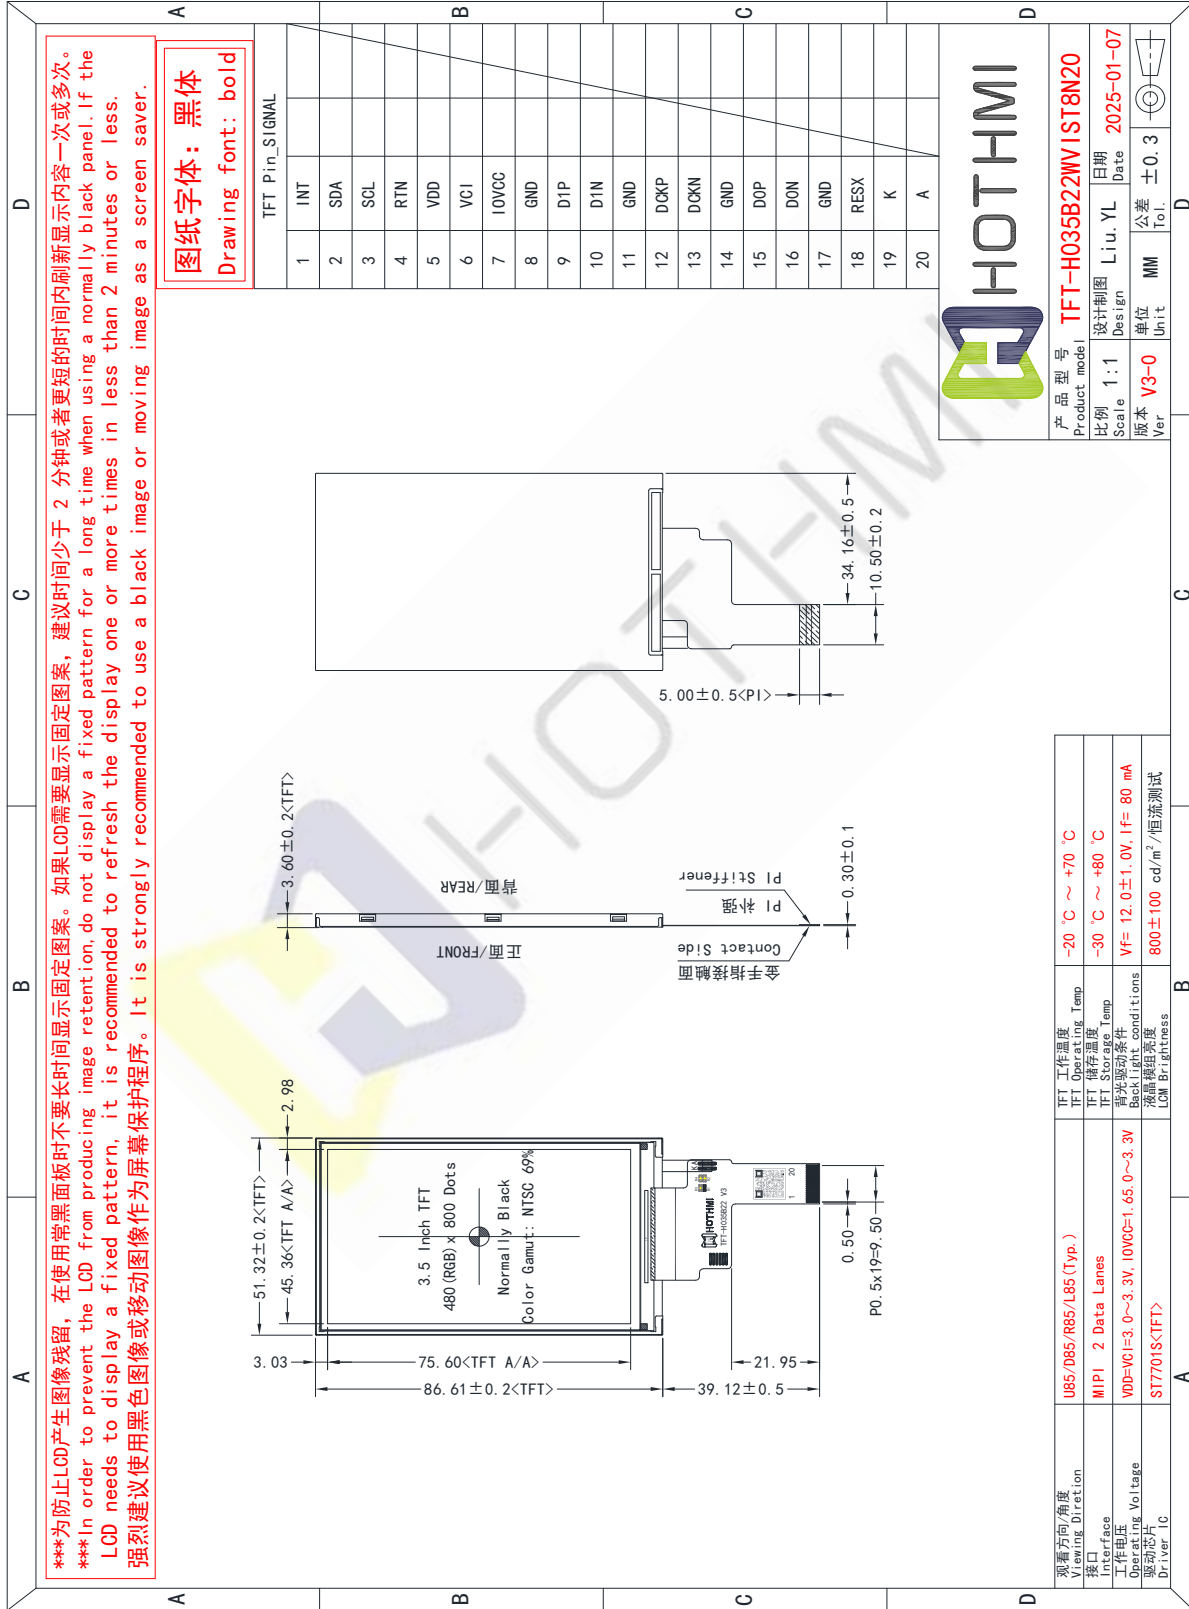 ***为防止LCD产生图像残留，在使用常黑面板时不要长时间显示固定图案。如果LCD需要显示固定图案，建议时间少于 2 分钟或者更短的时间内刷新显示内容一次或多次。
***In order to prevent the LCD from producing image retention,do not display a fixed pattern for a long time when using a normally black panel.If the
LCD needs to display a fixed pattern, it is recommended to refresh the display one or more times in less than 2 minutes or less.
强烈建议使用黑色图像或移动图像作为屏幕保护程序。It is strongly recommended to use a black image or moving image as a screen saver.
图纸字体：黑体
Drawing font: bold
TFT Pin_SIGNAL
1 INT
2 SDA
3 SCL
4 RTN
5 VDD
6 VCI
7 IOVCC
8 GND
9 D1P
10 D1N
11 GND
12 DCKP
13 DCKN
14 GND
15 DOP
16 DON
17 GND
18 RESX
19 K
20 A
A
B
C
D
A
B
C
D
A
B
C
D
A
B
C
D
51.32±0.2<TFT>
45.36<TFT A/A>
2.98
3.03
75.60<TFT A/A>
86.61±0.2<TFT>
21.95
39.12±0.5
3.5 Inch TFT
480(RGB) x 800 Dots
Normally Black
Color Gamut: NTSC 69%
HOTHMI
TFT-H035B22 V3
KA
1 20
0.50
P0.5x19=9.50
3.60±0.2<TFT>
背面/REAR
正面/FRONT
PI 补强
PI Stiffener
金手指接触面
Contact Side
0.30±0.1
5.00±0.5<PI>
34.16±0.5
10.50±0.2
HOTHMI
HOTHMI
产 品 型 号
Product model
TFT-H035B22WVIST8N20
比例
Scale
1:1
设计制图
Design
Liu.YL
日期
Date
2025-01-07
版本
Ver
V3-0
单位
Unit
MM
公差
Tol.
±0.3
观看方向/角度
Viewing Diretion
U85/D85/R85/L85(Typ.)
TFT 工作温度
TFT Operating Temp
-20 ℃ ～ +70 ℃
接口
Interface
MIPI 2 Data Lanes
TFT 储存温度
TFT Storage Temp
-30 ℃ ～ +80 ℃
工作电压
Operating Voltage
VDD=VCI=3.0～3.3V, IOVCC=1.65.0～3.3V
背光驱动条件
Backlight conditions
Vf= 12.0±1.0V,If= 80 mA
驱动芯片
Driver IC
ST7701S<TFT>
液晶模组亮度
LCM Brightness
800±100 cd/m²/恒流测试